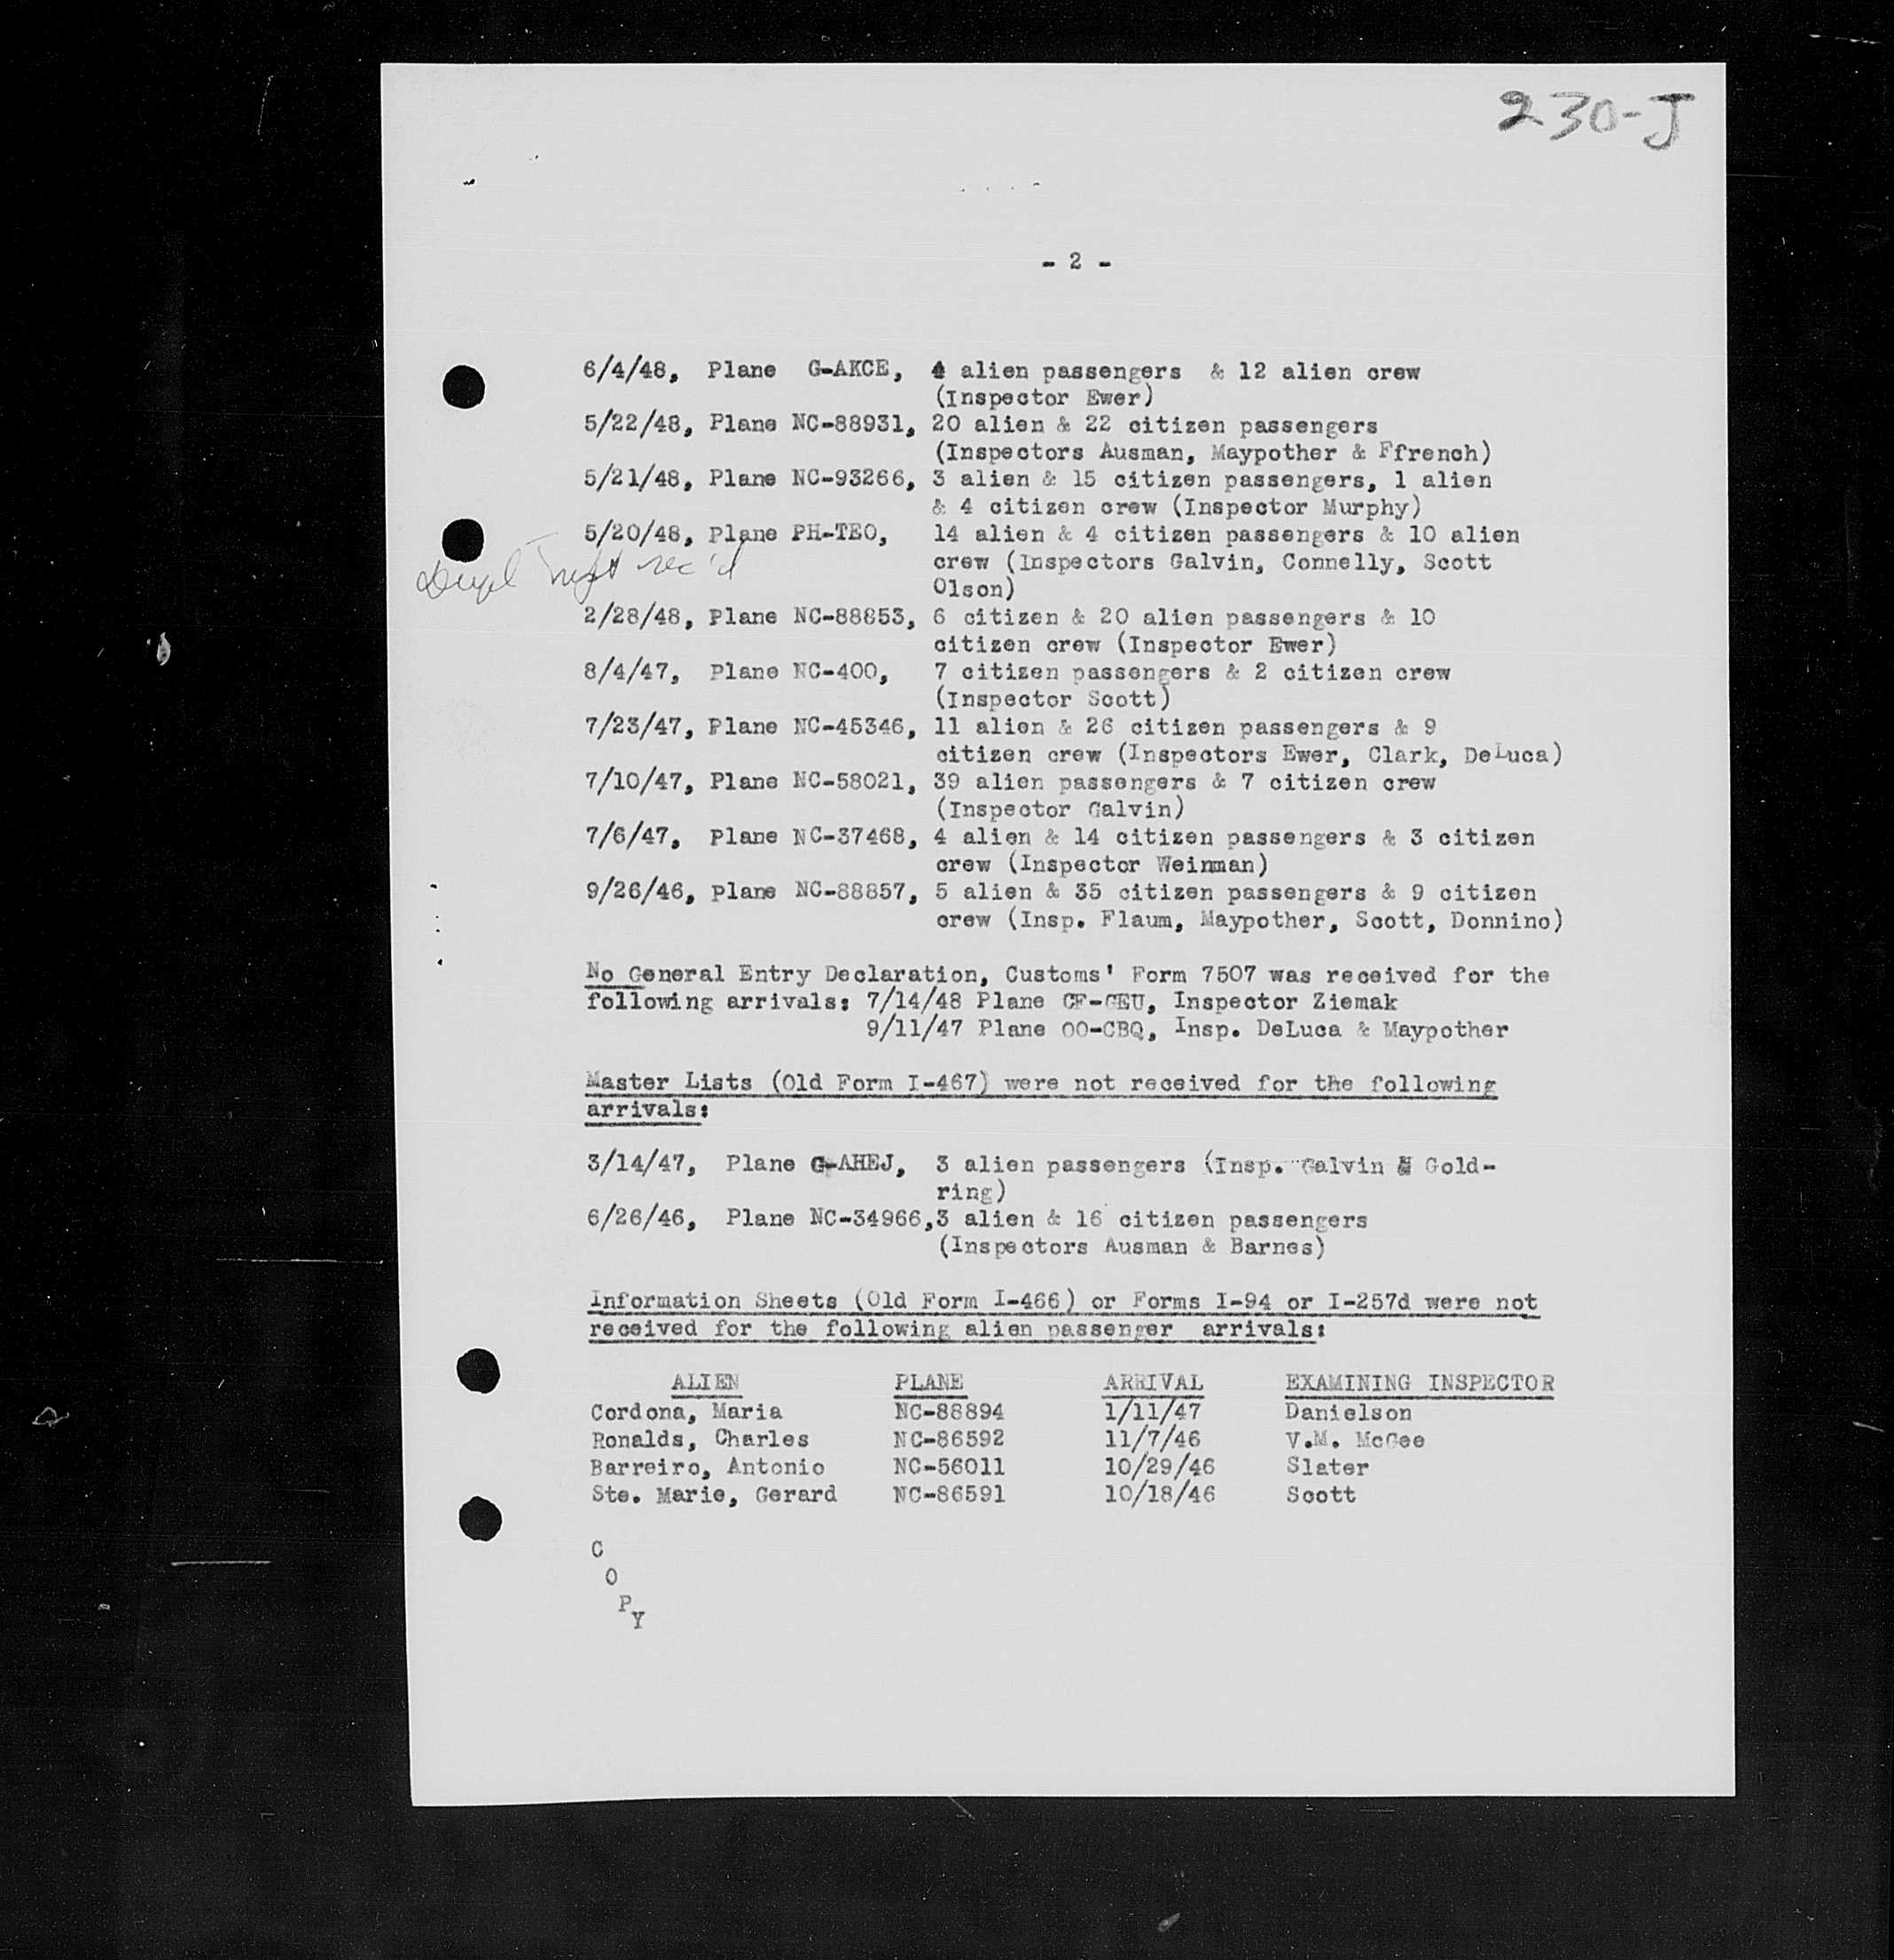 230-J
- 2 -
6/4/48, Plane G-AKCE, 4 alien passengers & 12 alien crew
(Inspector Ewer)
5/22/48, Plane NC-88931, 20 alien & 22 citizen passengers
(Inspectors Ausman, Maypother & Ffrench)
5/21/48, Plane NC-93266, 3 alien & 15 citizen passengers, 1 alien
& 4 citizen crew (Inspector Murphy)
5/20/48, Plane PH-TEO, 14 alien & 4 citizen passengers & 10 alien
crew (Inspectors Galvin, Connelly, Scott
Olson)
rec'd
2/28/48, Plane NC-88853, 6 citizen & 20 alien passengers & 10
citizen crew (Inspector Ewer)
8/4/47, Plane NC-400, 7 citizen passengers & 2 citizen crew
(Inspector Scott)
7/23/47, Plane NC-45346, 11 alien & 26 citizen passengers & 9
citizen crew (Inspectors Ewer, Clark, DeLuca)
7/10/47, Plane NC-58021, 39 alien passengers & 7 citizen crew
(Inspector Galvin)
7/6/47, Plane NC-37468, 4 alien & 14 citizen passengers & 3 citizen
crew (Inspector Weinman)
9/26/46, Plane NC-88857, 5 alien & 35 citizen passengers & 9 citizen
crew (Insp. Flaum, Maypother, Scott, Donnino)
No General Entry Declaration, Customs' Form 7507 was received for the
following arrivals: 7/14/48 Plane CF-CEU, Inspector Ziemak
9/11/47 Plane OO-CBQ, Insp. DeLuca & Maypother
Master Lists (Old Form I-467) were not received for the following
arrivals:
3/14/47, Plane G-AHEJ, 3 alien passengers (Insp. Galvin & Gold-
ring)
6/26/46, Plane NC-34966,3 alien & 16 citizen passengers
(Inspectors Ausman & Barnes)
Information Sheets (Old Form I-466) or Forms I-94 or I-257d were not
received for the following alien passenger arrivals:
ALIEN PLANE ARRIVAL EXAMINING INSPECTOR
Cordona, Maria NC-88894 1/11/47 Danielson
Ronalds, Charles NC-86592 11/7/46 V.M. McGee
Barreiro, Antonio NC-56011 10/29/46 Slater
Ste. Marie, Gerard NC-86591 10/18/46 Scott
C
O
P
Y